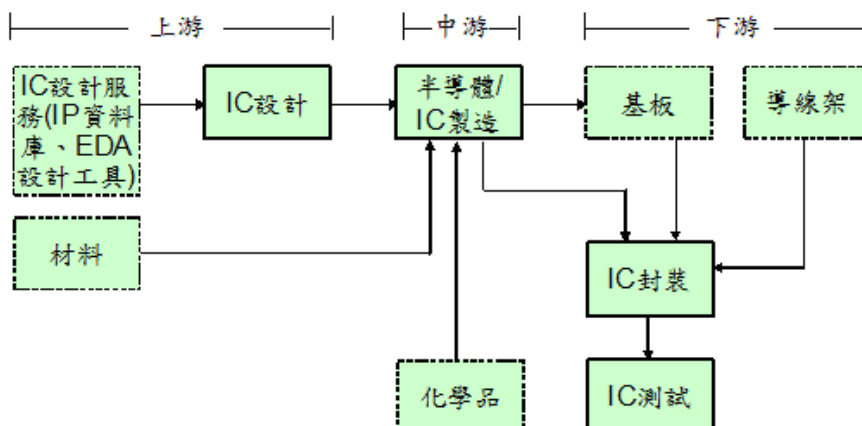 上游
中游
下游
IC設計服
務(IP資料
庫、EDA
設計工具)
IC設計
半導體/
IC製造
基板
導線架
材料
IC封裝
化學品
IC測試